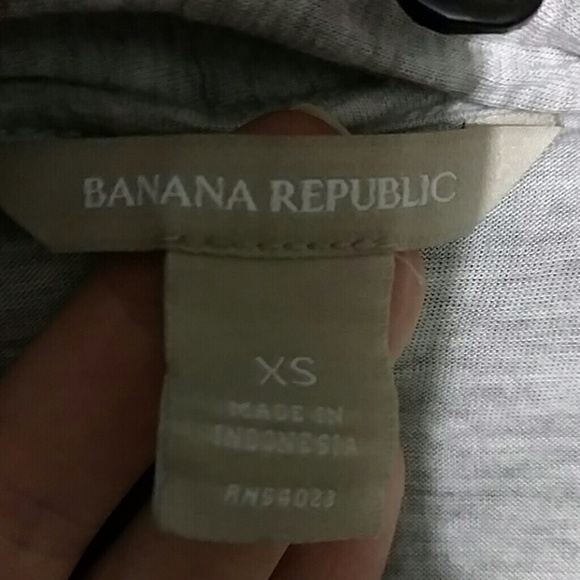 BANANA REPUBLIC
XS
MADE IN
INDONESIA
RN54023